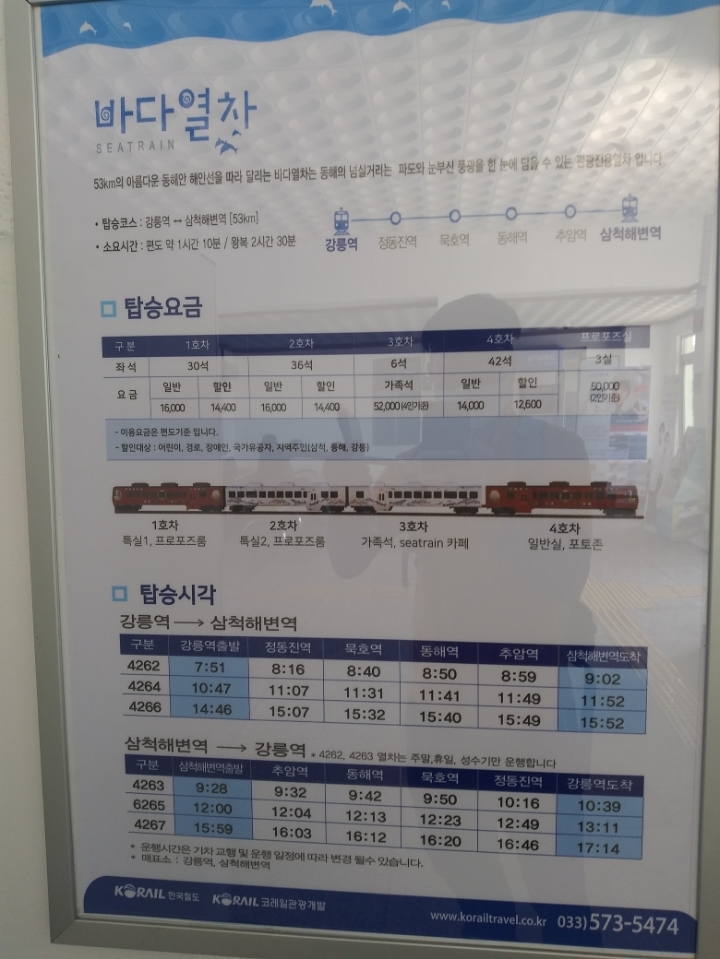 바다열차
SEATRAIN
53km의 아름다운 동해안 해안선을 따라 달리는 바다열차는 동해의 넘실거리는 파도와 눈부신 풍광을 한 눈에 담을 수 있는 관광전용열차 입니다.
• 탑승코스 : 강릉역 ↔ 삼척해변역 [53km]
• 소요시간 : 편도 약 1시간 10분 / 왕복 2시간 30분
강릉역 정동진역 묵호역 동해역 추암역 삼척해변역
탑승요금
구 분 1호차 2호차 3호차 4호차 프로포즈실
좌 석 30석 36석 6석 42석 3실
요 금 일반 할인 일반 할인 가족석 일반 할인 50,000 (2인기준)
16,000 14,400 16,000 14,400 52,000(4인기준) 14,000 12,600
- 이용요금은 편도기준 입니다.
- 할인대상 : 어린이, 경로, 장애인, 국가유공자, 지역주민(삼척, 동해, 강릉)
1호차 2호차 3호차 4호차
특실1, 프로포즈룸 특실2, 프로포즈룸 가족석, seatrain 카페 일반실, 포토존
탑승시각
강릉역 → 삼척해변역
구분 강릉역출발 정동진역 묵호역 동해역 추암역 삼척해변역도착
4262 7:51 8:16 8:40 8:50 8:59 9:02
4264 10:47 11:07 11:31 11:41 11:49 11:52
4266 14:46 15:07 15:32 15:40 15:49 15:52
삼척해변역 → 강릉역 * 4262, 4263 열차는 주말,휴일, 성수기만 운행합니다
구분 삼척해변역출발 추암역 동해역 묵호역 정동진역 강릉역도착
4263 9:28 9:32 9:42 9:50 10:16 10:39
6265 12:00 12:04 12:13 12:23 12:49 13:11
4267 15:59 16:03 16:12 16:20 16:46 17:14
* 운행시간은 기차 교행 및 운행 일정에 따라 변경 될수 있습니다.
* 매표소 : 강릉역, 삼척해변역
KORAIL 한국철도 KORAIL 코레일관광개발 www.korailtravel.co.kr 033)573-5474